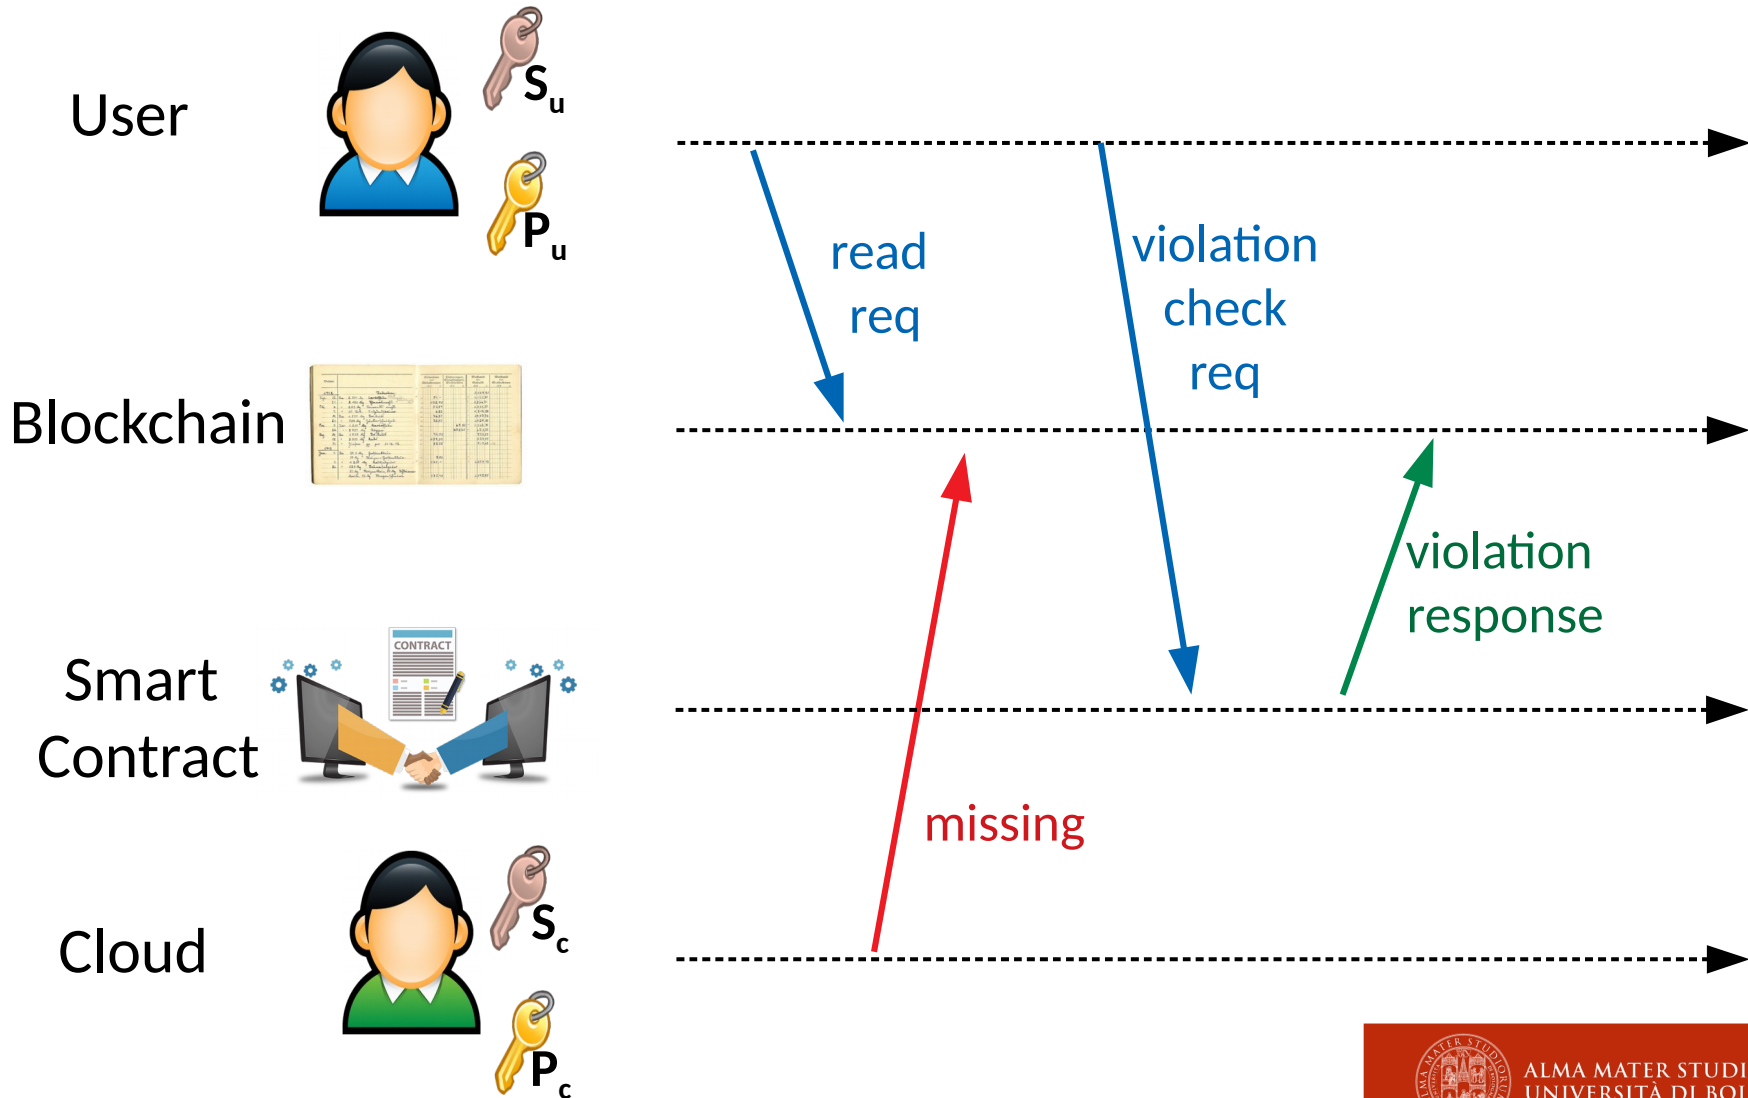 User
Su
Pu
read
req
violation
check
req
Blockchain
violation
response
CONTRACT
Smart
Contract
missing
Cloud
Sc
Pc
ALMA MATER STUDI
UNIVERSITÀ DI BOL